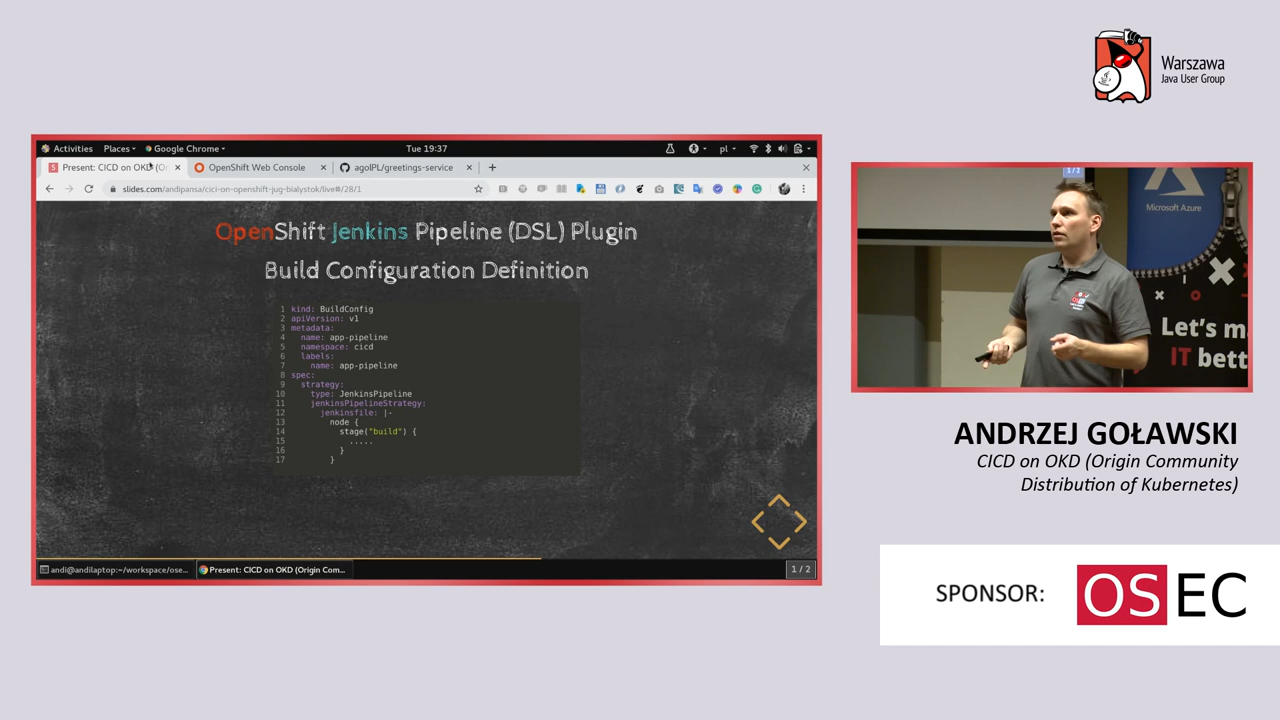 Warszawa
Java User Group
Activities Places Google Chrome Tue 19:37 pl
Present: CICD on OKD (Or OpenShift Web Console agolPL/greetings-service
slides.com/andipansa/cici-on-openshift-jug-bialystok/live#/28/1
OpenShift Jenkins Pipeline (DSL) Plugin
Build Configuration Definition
1 kind: BuildConfig
2 apiVersion: v1
3 metadata:
4 name: app-pipeline
5 namespace: cicd
6 labels:
7 name: app-pipeline
8 spec:
9 strategy:
10 type: JenkinsPipeline
11 jenkinsPipelineStrategy:
12 jenkinsfile: |-
13 node {
14 stage("build") {
15 .....
16 }
17 }
andi@andilaptop:~/workspace/ose... Present: CICD on OKD (Origin Com... 1 / 2
1 / 2
Microsoft Azure
Let's m
IT bett
ANDRZEJ GOŁAWSKI
CICD on OKD (Origin Community
Distribution of Kubernetes)
SPONSOR: OSEC